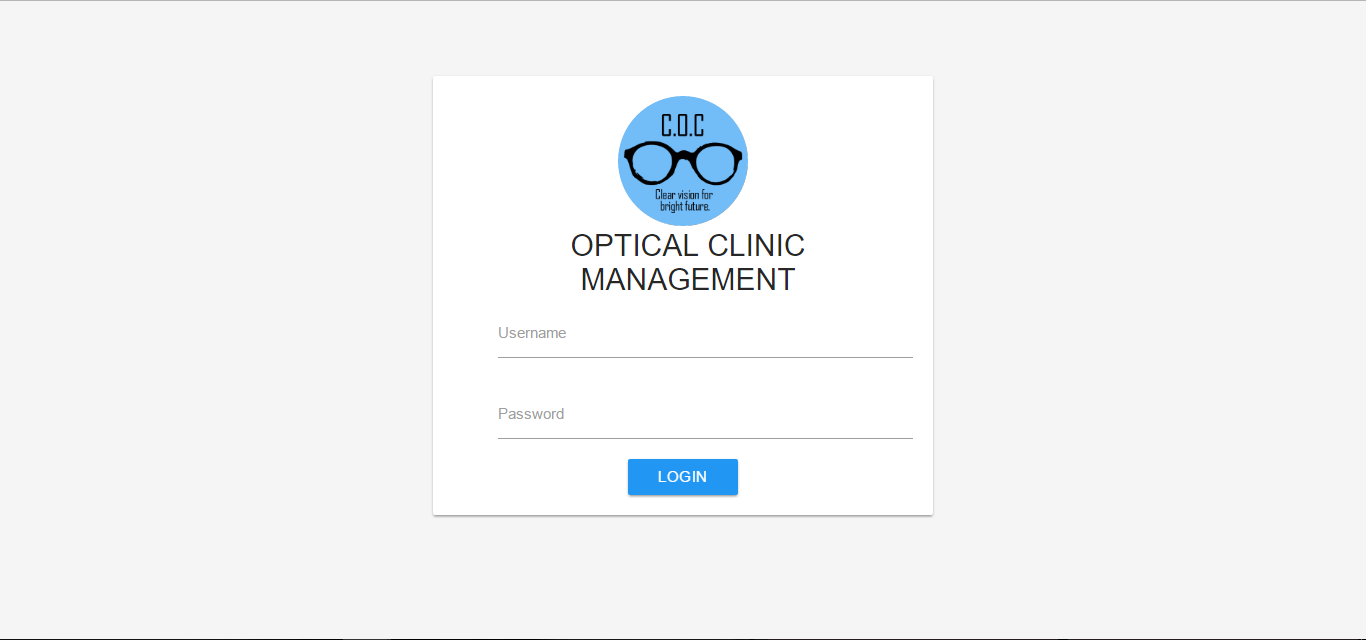 C.O.C
Clear vision for
bright future.
OPTICAL CLINIC
MANAGEMENT
Username
Password
LOGIN